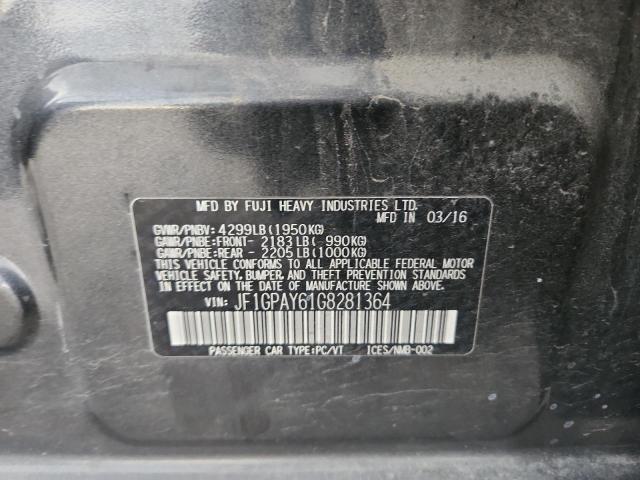 MFD BY FUJI HEAVY INDUSTRIES LTD.
MFD IN 03/16
GVWR/PNBV: 4299LB(1950KG)
GAWR/PNBE:FRONT- 2183LB( 990KG)
GAWR/PNBE:REAR - 2205LB(1000KG)
THIS VEHICLE CONFORMS TO ALL APPLICABLE FEDERAL MOTOR
VEHICLE SAFETY, BUMPER, AND THEFT PREVENTION STANDARDS
IN EFFECT ON THE DATE OF MANUFACTURE SHOWN ABOVE.
VIN: JF1GPAY61G8281364
PASSENGER CAR TYPE:PC/VT ICES/NMB-002